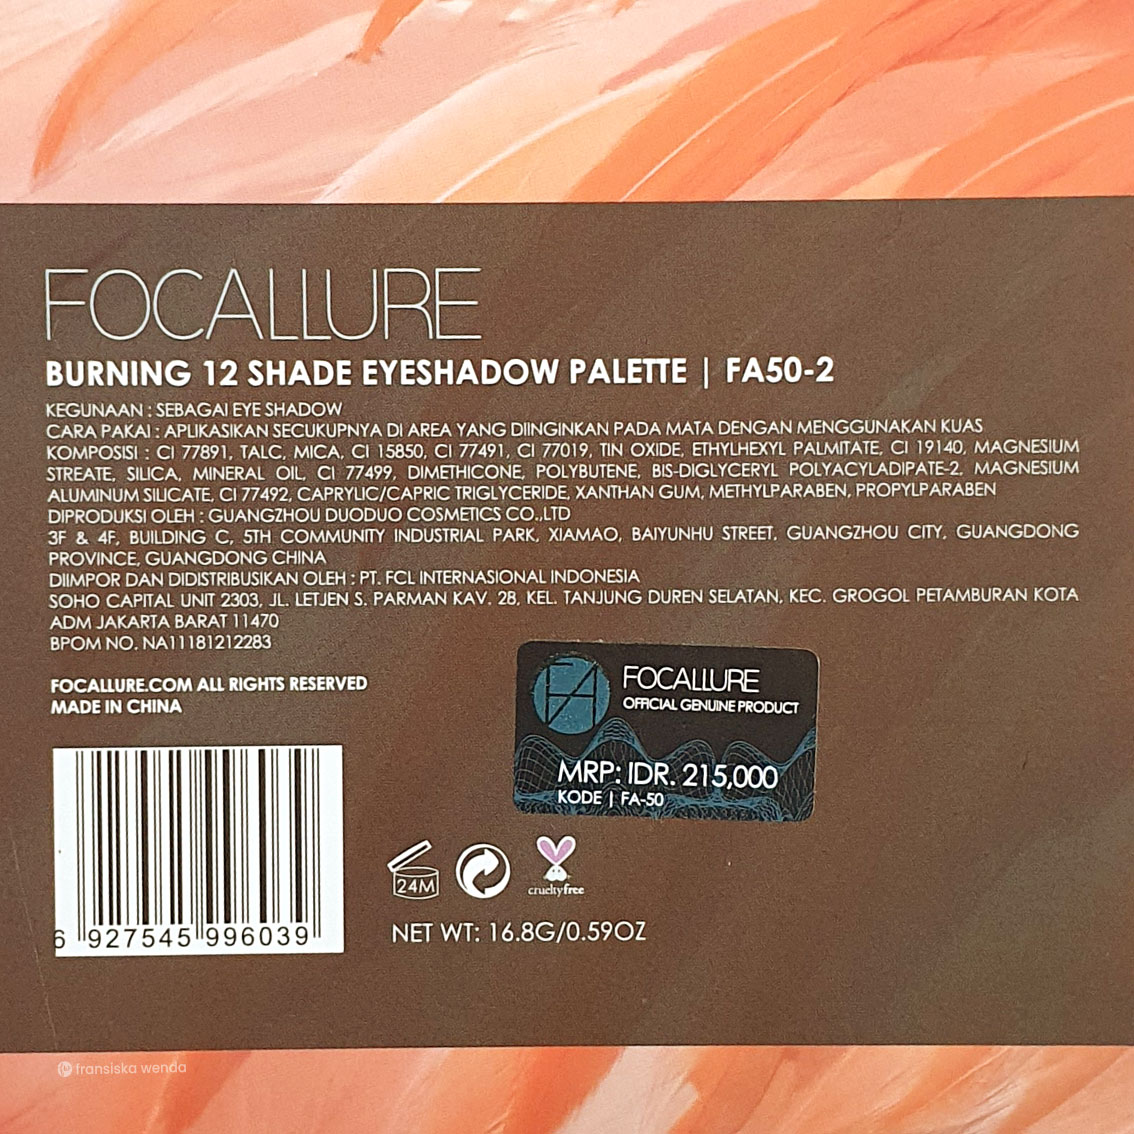 FOCALLURE
BURNING 12 SHADE EYESHADOW PALETTE | FA50-2
KEGUNAAN : SEBAGAI EYE SHADOW
CARA PAKAI : APLIKASIKAN SECUKUPNYA DI AREA YANG DIINGINKAN PADA MATA DENGAN MENGGUNAKAN KUAS
KOMPOSISI : CI 77891, TALC, MICA, CI 15850, CI 77491, CI 77019, TIN OXIDE, ETHYLHEXYL PALMITATE, CI 19140, MAGNESIUM
STREATE, SILICA, MINERAL OIL, CI 77499, DIMETHICONE, POLYBUTENE, BIS-DIGLYCERYL POLYACYLADIPATE-2, MAGNESIUM
ALUMINUM SILICATE, CI 77492, CAPRYLIC/CAPRIC TRIGLYCERIDE, XANTHAN GUM, METHYLPARABEN, PROPYLPARABEN
DIPRODUKSI OLEH : GUANGZHOU DUODUO COSMETICS CO.,LTD
3F & 4F, BUILDING C, 5TH COMMUNITY INDUSTRIAL PARK, XIAMAO, BAIYUNHU STREET, GUANGZHOU CITY, GUANGDONG
PROVINCE, GUANGDONG CHINA
DIIMPOR DAN DIDISTRIBUSIKAN OLEH : PT. FCL INTERNASIONAL INDONESIA
SOHO CAPITAL UNIT 2303, JL. LETJEN S. PARMAN KAV. 28, KEL. TANJUNG DUREN SELATAN, KEC. GROGOL PETAMBURAN KOTA
ADM JAKARTA BARAT 11470
BPOM NO. NA11181212283
FOCALLURE.COM ALL RIGHTS RESERVED
MADE IN CHINA
FA
FOCALLURE
OFFICIAL GENUINE PRODUCT
MRP: IDR. 215,000
KODE | FA-50
6 927545 996039
24M
crueltyfree
NET WT: 16.8G/0.59OZ
fransiska wenda